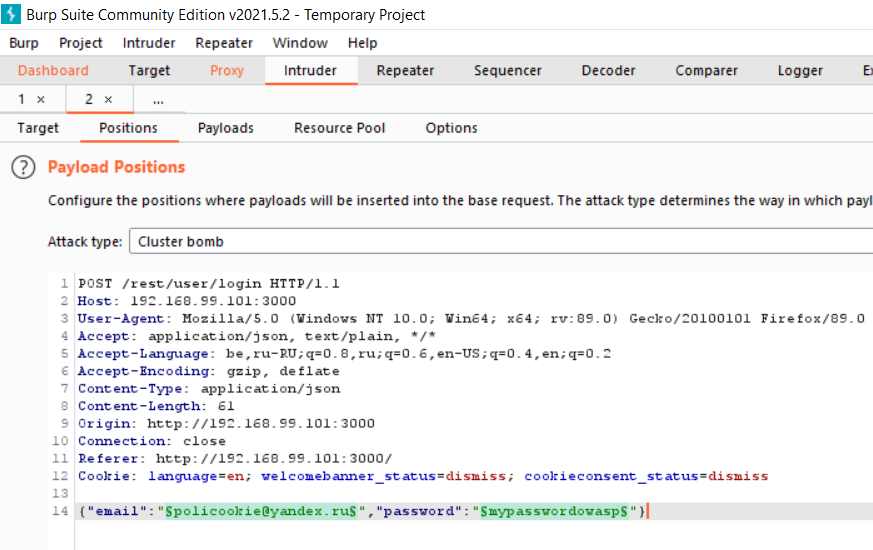 Burp Suite Community Edition v2021.5.2 - Temporary Project
Burp Project Intruder Repeater Window Help
Dashboard Target Proxy Intruder Repeater Sequencer Decoder Comparer Logger Ex
1 × 2 × ...
Target Positions Payloads Resource Pool Options
? Payload Positions
Configure the positions where payloads will be inserted into the base request. The attack type determines the way in which payl
Attack type: Cluster bomb
1 POST /rest/user/login HTTP/1.1
2 Host: 192.168.99.101:3000
3 User-Agent: Mozilla/5.0 (Windows NT 10.0; Win64; x64; rv:89.0) Gecko/20100101 Firefox/89.0
4 Accept: application/json, text/plain, */*
5 Accept-Language: be,ru-RU;q=0.8,ru;q=0.6,en-US;q=0.4,en;q=0.2
6 Accept-Encoding: gzip, deflate
7 Content-Type: application/json
8 Content-Length: 61
9 Origin: http://192.168.99.101:3000
10 Connection: close
11 Referer: http://192.168.99.101:3000/
12 Cookie: language=en; welcomebanner_status=dismiss; cookieconsent_status=dismiss
13
14 {"email":"§policookie@yandex.ru§","password":"§mypasswordowasp§"}